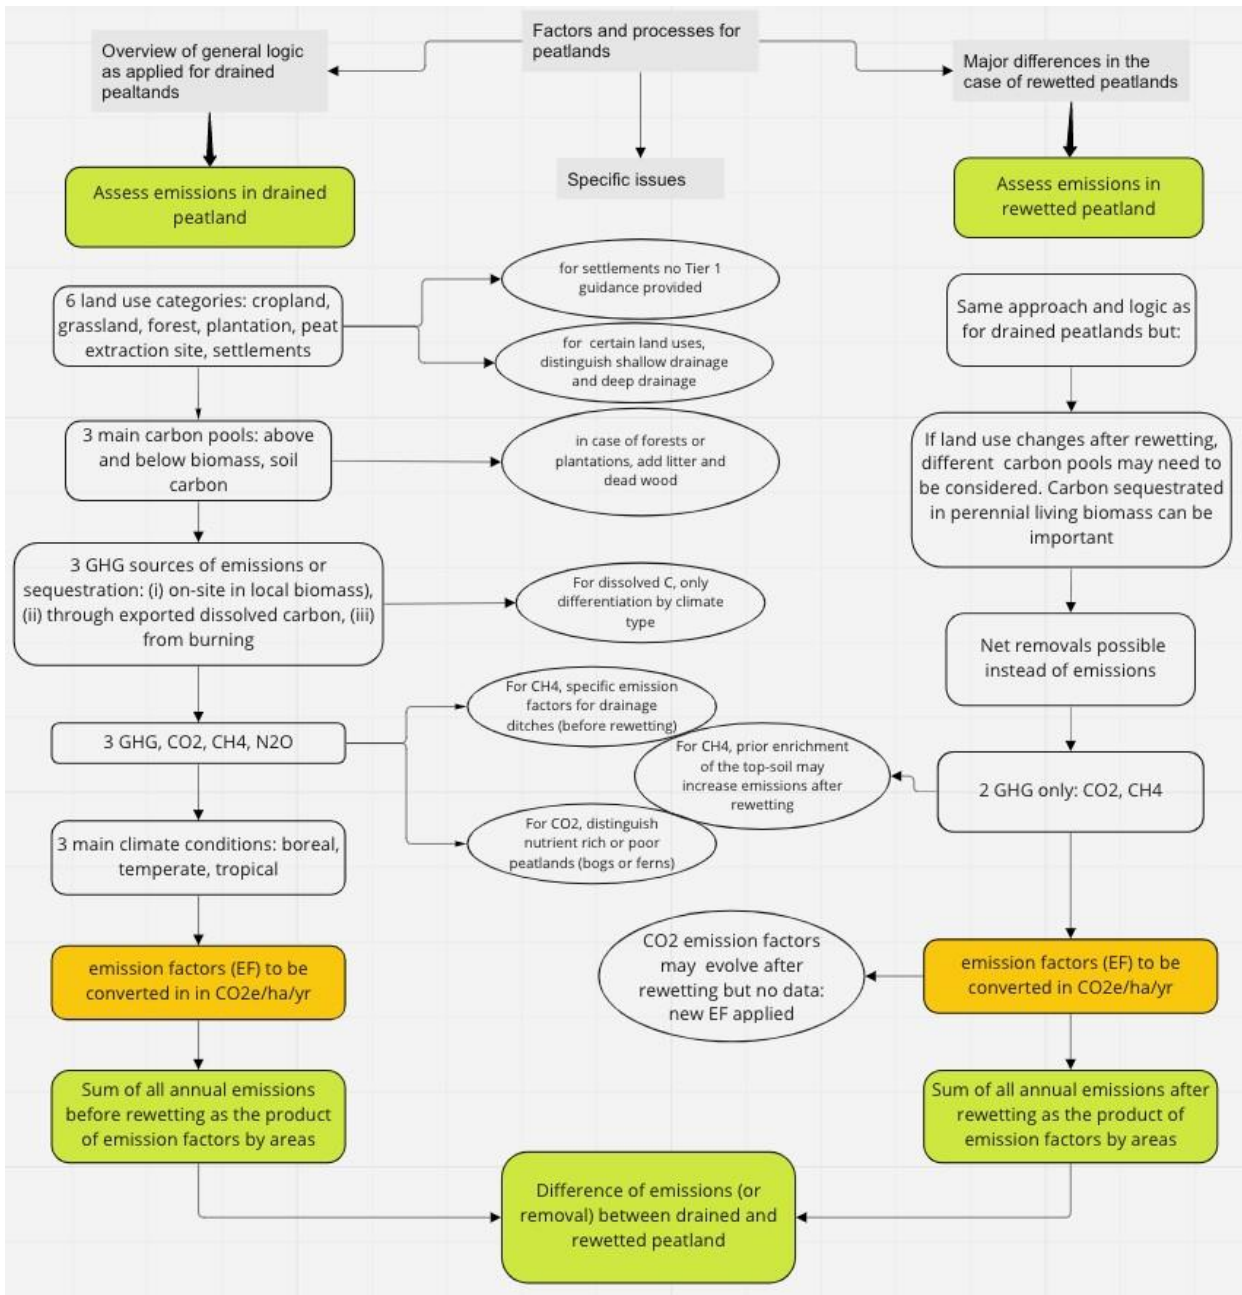 Factors and processes for
peatlands
Overview of general logic
as applied for drained
pealtands
Major differences in the
case of rewetted peatlands
Specific issues
Assess emissions in drained
peatland
Assess emissions in
rewetted peatland
6 land use categories: cropland,
grassland, forest, plantation, peat
extraction site, settlements
for settlements no Tier 1
guidance provided
for certain land uses,
distinguish shallow drainage
and deep drainage
Same approach and logic as
for drained peatlands but:
3 main carbon pools: above
and below biomass, soil
carbon
in case of forests or
plantations, add litter and
dead wood
If land use changes after rewetting,
different carbon pools may need to
be considered. Carbon sequestrated
in perennial living biomass can be
important
3 GHG sources of emissions or
sequestration: (i) on-site in local biomass),
(ii) through exported dissolved carbon, (iii)
from burning
For dissolved C, only
differentiation by climate
type
Net removals possible
instead of emissions
3 GHG, CO2, CH4, N2O
For CH4, specific emission
factors for drainage
ditches (before rewetting)
For CH4, prior enrichment
of the top-soil may
increase emissions after
rewetting
2 GHG only: CO2, CH4
For CO2, distinguish
nutrient rich or poor
peatlands (bogs or ferns)
3 main climate conditions: boreal,
temperate, tropical
emission factors (EF) to be
converted in in CO2e/ha/yr
CO2 emission factors
may evolve after
rewetting but no data:
new EF applied
emission factors (EF) to be
converted in CO2e/ha/yr
Sum of all annual emissions
before rewetting as the product
of emission factors by areas
Sum of all annual emissions after
rewetting as the product of
emission factors by areas
Difference of emissions (or
removal) between drained and
rewetted peatland